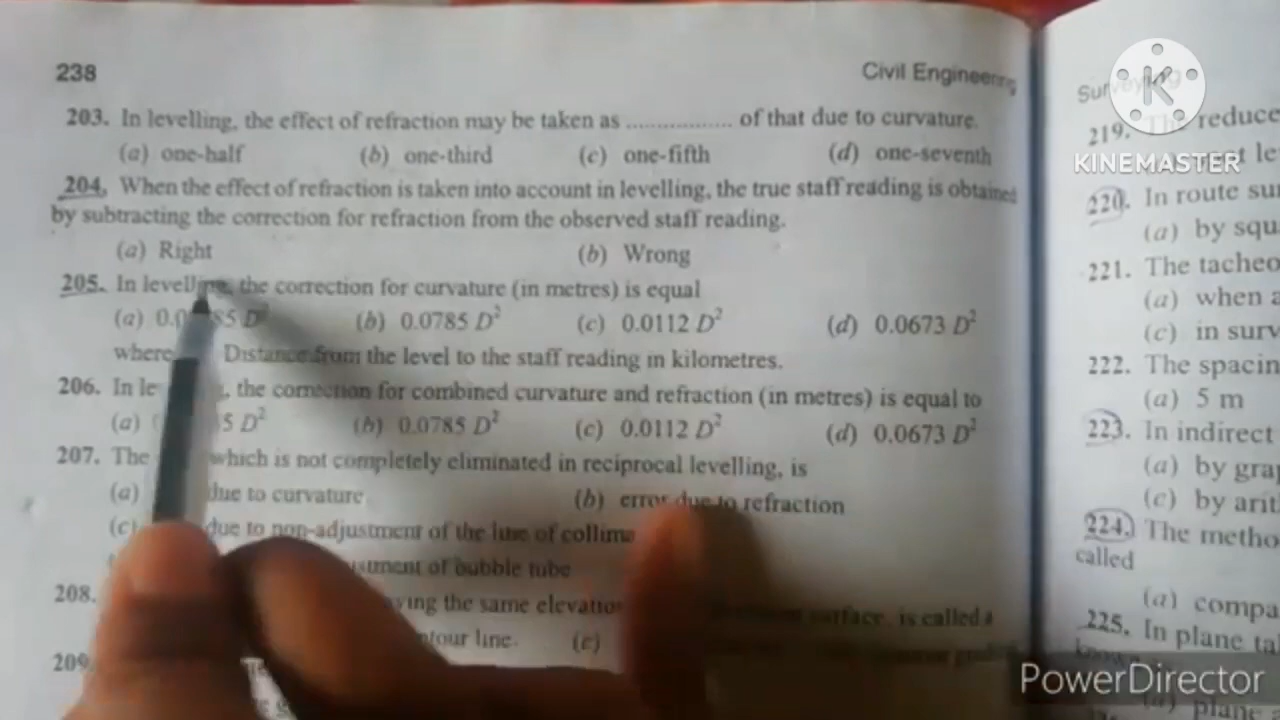 238
Civil Engineering
203. In levelling, the effect of refraction may be taken as ................ of that due to curvature.
(a) one-half (b) one-third (c) one-fifth (d) one-seventh
204. When the effect of refraction is taken into account in levelling, the true staff reading is obtained
by subtracting the correction for refraction from the observed staff reading.
(a) Right (b) Wrong
205. In levelling, the correction for curvature (in metres) is equal
(a) (b) 0.0785 D² (c) 0.0112 D² (d) 0.0673 D²
where Distance from the level to the staff reading in kilometres.
206. In the correction for combined curvature and refraction (in metres) is equal to
(a) 5 D² (b) 0.0785 D² (c) 0.0112 D² (d) 0.0673 D²
207. The which is not completely eliminated in reciprocal levelling, is
(a) due to curvature (b) error due to refraction
(c) due to non-adjustment of the line of
of bubble tube
208. the same surface, is called a
line. (c)
209.
Surveying
219. The reduce
220. In route su
(a) by squ
221. The tacheo
(a) when a
(c) in surv
222. The spacin
(a) 5 m
223. In indirect
(a) by gra
(c) by arit
224. The metho
called
(a) compa
225. In plane ta
(a) plane
KINEMASTER
PowerDirector